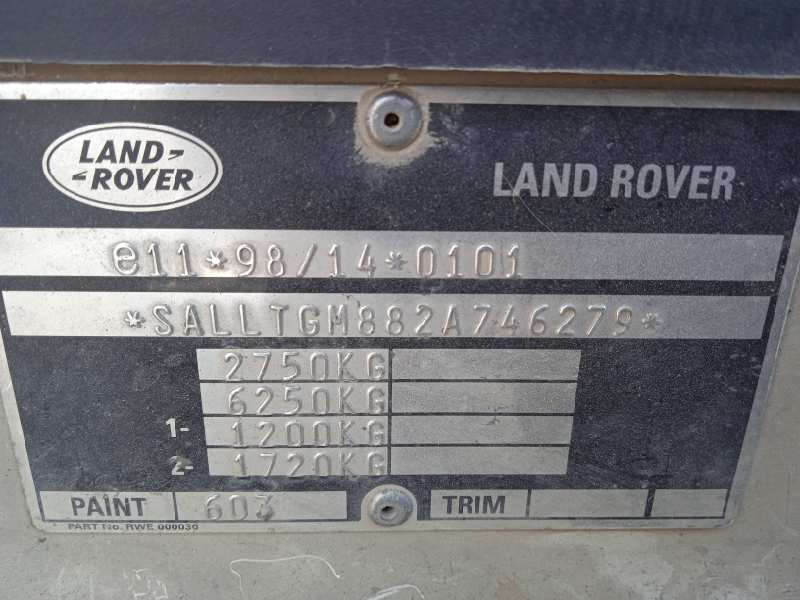 LAND-
-ROVER
LAND ROVER
e11*98/14*0101
*SALLTGM882A746279*
2750KG
6250KG
1- 1200KG
2- 1720KG
PAINT 603 TRIM
PART No. RWE 000030